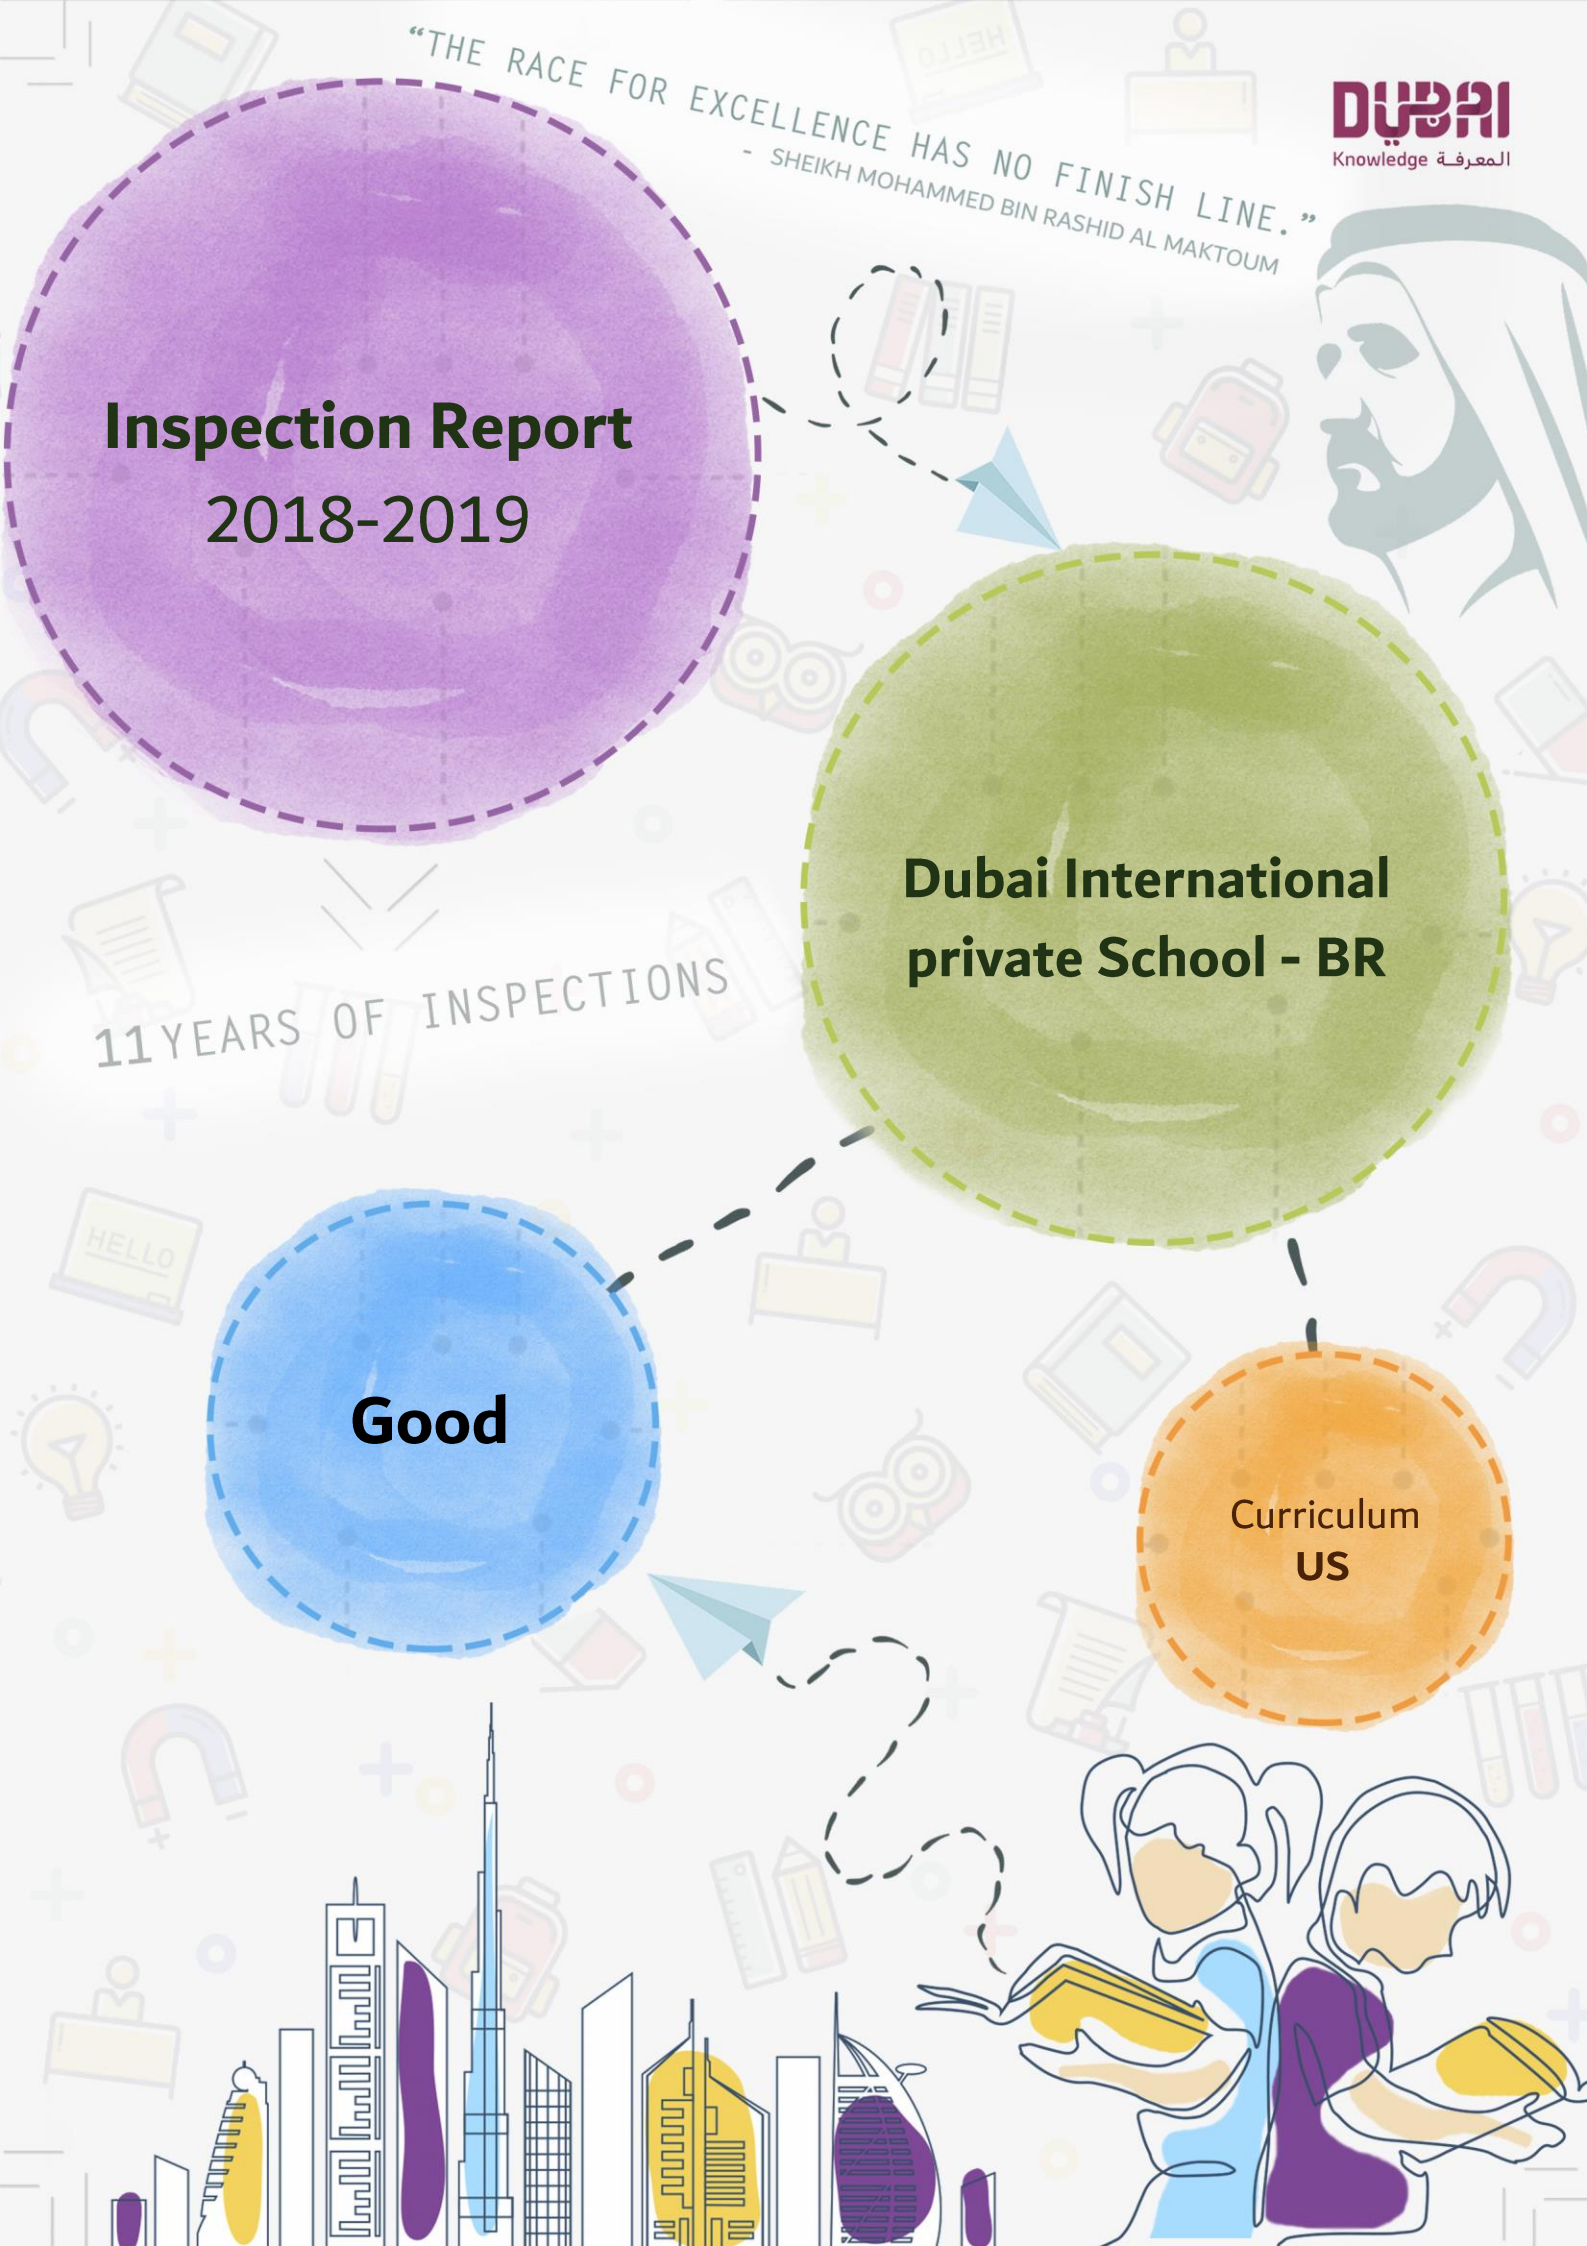 “THE RACE FOR EXCELLENCE HAS NO FINISH LINE.”
- SHEIKH MOHAMMED BIN RASHID AL MAKTOUM
DUBAI
Knowledge المعرفة
Inspection Report
2018-2019
Dubai International
private School - BR
11 YEARS OF INSPECTIONS
HELLO
Good
Curriculum
US
HELLO